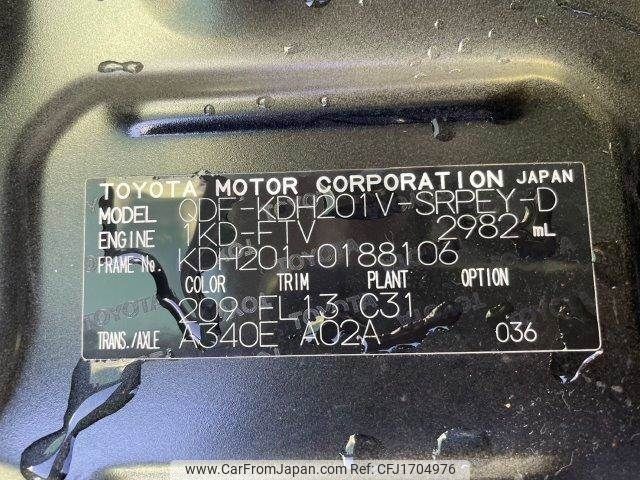 TOYOTA MOTOR CORPORATION JAPAN
MODEL QDF-KDH201V-SRPEY-D
ENGINE 1KD-FTV 2982 mL
FRAME No. KDH201-0188106
COLOR TRIM PLANT OPTION
209 FL13 C31
TRANS./AXLE A340E A02A 036
www.CarFromJapan.com | CFJ1704976